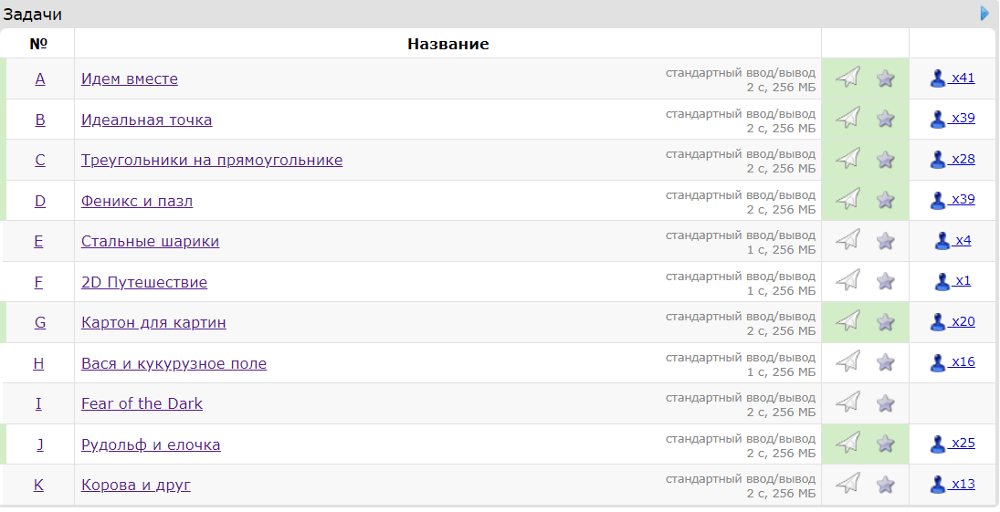 Задачи
№ Название
A Идем вместе стандартный ввод/вывод x41
2 с, 256 МБ
B Идеальная точка стандартный ввод/вывод x39
2 с, 256 МБ
C Треугольники на прямоугольнике стандартный ввод/вывод x28
2 с, 256 МБ
D Феникс и пазл стандартный ввод/вывод x39
2 с, 256 МБ
E Стальные шарики стандартный ввод/вывод x4
1 с, 256 МБ
F 2D Путешествие стандартный ввод/вывод x1
1 с, 256 МБ
G Картон для картин стандартный ввод/вывод x20
2 с, 256 МБ
H Вася и кукурузное поле стандартный ввод/вывод x16
1 с, 256 МБ
I Fear of the Dark стандартный ввод/вывод
2 с, 256 МБ
J Рудольф и елочка стандартный ввод/вывод x25
2 с, 256 МБ
K Корова и друг стандартный ввод/вывод x13
2 с, 256 МБ